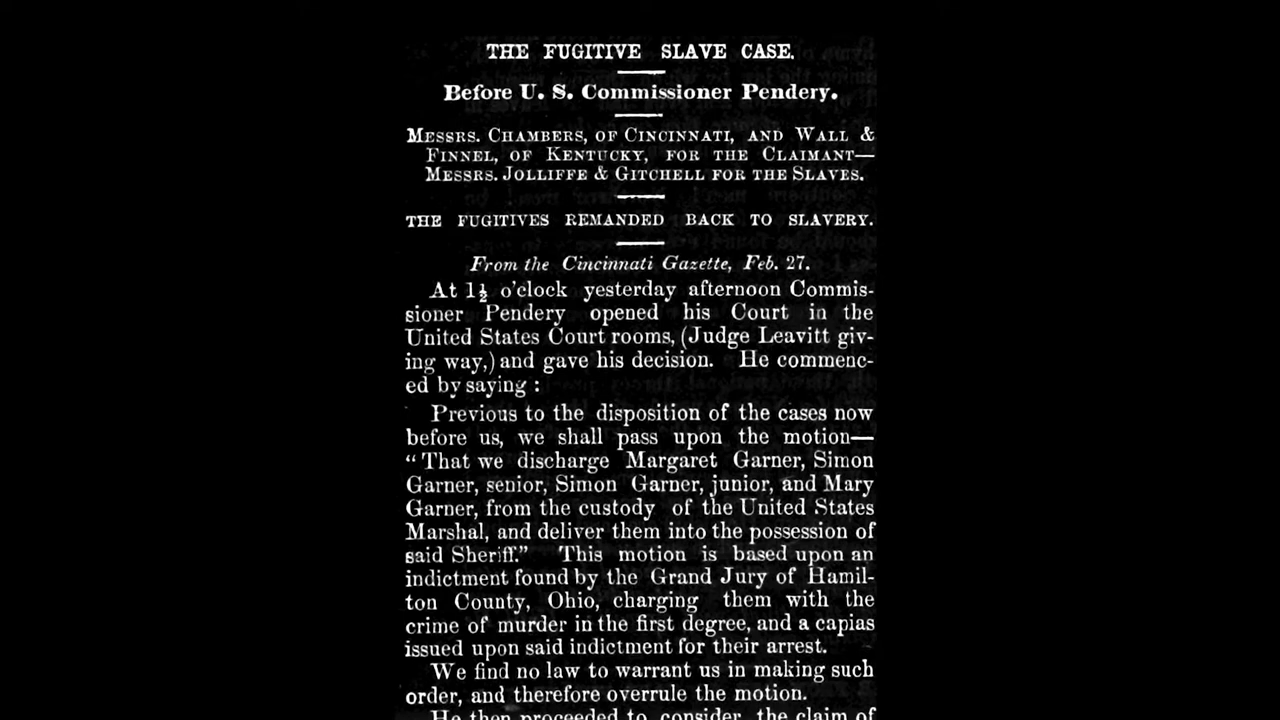 THE FUGITIVE SLAVE CASE.
Before U. S. Commissioner Pendery.
MESSRS. CHAMBERS, OF CINCINNATI, AND WALL &
FINNEL, OF KENTUCKY, FOR THE CLAIMANT—
MESSRS. JOLLIFFE & GITCHELL FOR THE SLAVES.
THE FUGITIVES REMANDED BACK TO SLAVERY.
From the Cincinnati Gazette, Feb. 27.
At 1½ o'clock yesterday afternoon Commis-
sioner Pendery opened his Court in the
United States Court rooms, (Judge Leavitt giv-
ing way,) and gave his decision. He commenc-
ed by saying :
Previous to the disposition of the cases now
before us, we shall pass upon the motion—
"That we discharge Margaret Garner, Simon
Garner, senior, Simon Garner, junior, and Mary
Garner, from the custody of the United States
Marshal, and deliver them into the possession of
said Sheriff." This motion is based upon an
indictment found by the Grand Jury of Hamil-
ton County, Ohio, charging them with the
crime of murder in the first degree, and a capias
issued upon said indictment for their arrest.
We find no law to warrant us in making such
order, and therefore overrule the motion.
He then proceeded to consider the claim of